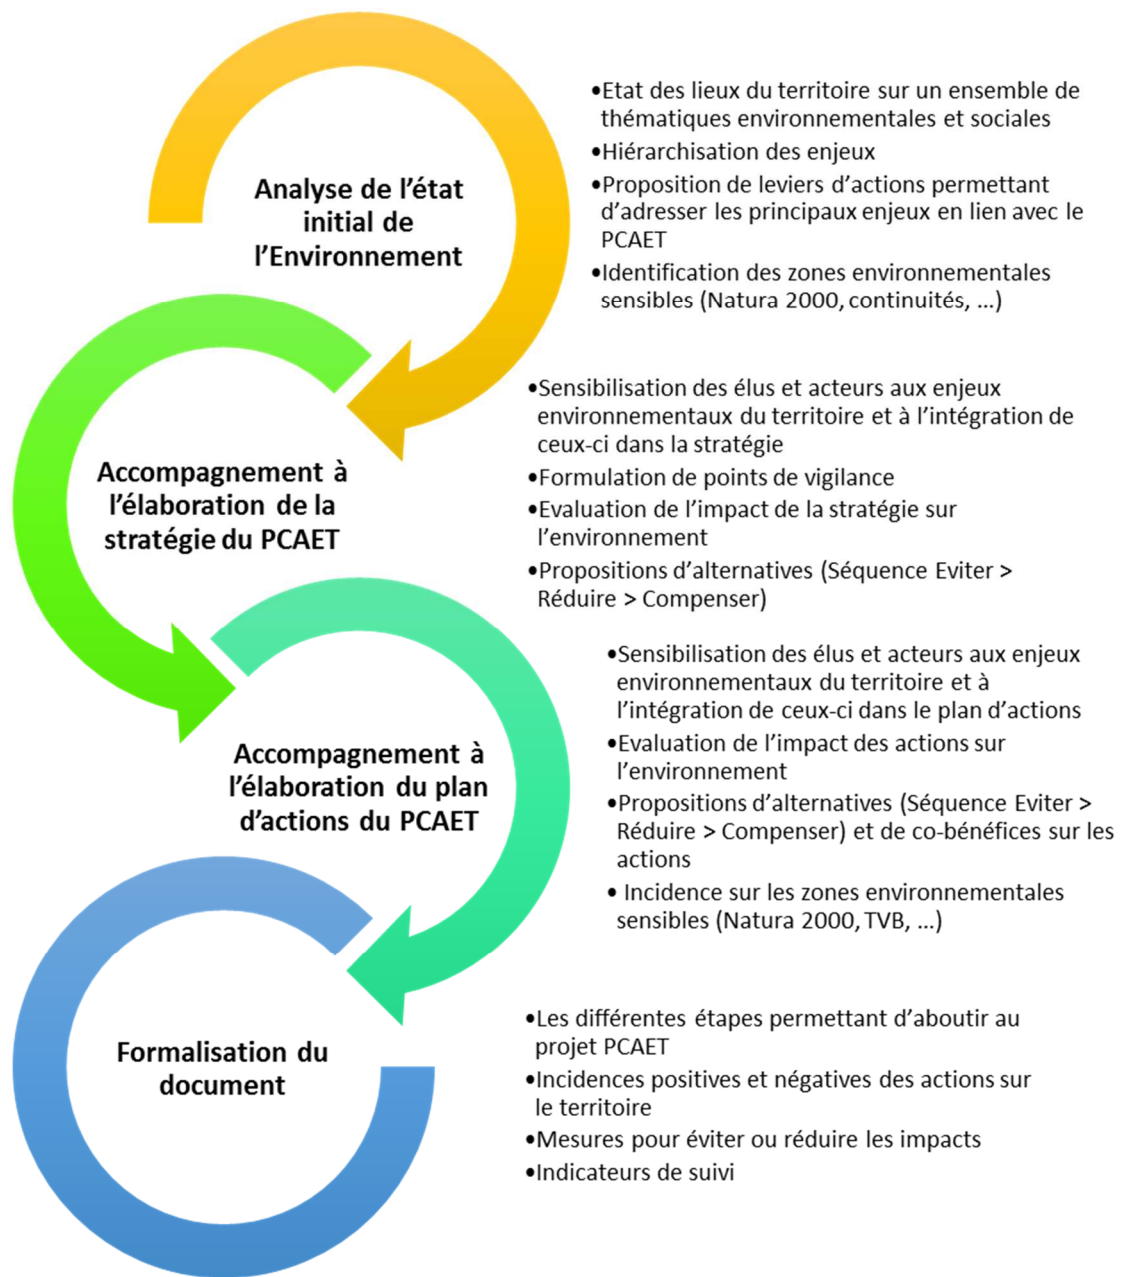 Analyse de l’état
initial de
l’Environnement
•Etat des lieux du territoire sur un ensemble de
thématiques environnementales et sociales
•Hiérarchisation des enjeux
•Proposition de leviers d’actions permettant
d’adresser les principaux enjeux en lien avec le
PCAET
•Identification des zones environnementales
sensibles (Natura 2000, continuités, ...)
Accompagnement à
l’élaboration de la
stratégie du PCAET
•Sensibilisation des élus et acteurs aux enjeux
environnementaux du territoire et à l’intégration de
ceux-ci dans la stratégie
•Formulation de points de vigilance
•Evaluation de l’impact de la stratégie sur
l’environnement
•Propositions d’alternatives (Séquence Eviter >
Réduire > Compenser)
Accompagnement à
l’élaboration du plan
d’actions du PCAET
•Sensibilisation des élus et acteurs aux enjeux
environnementaux du territoire et à
l’intégration de ceux-ci dans le plan d’actions
•Evaluation de l’impact des actions sur
l’environnement
•Propositions d’alternatives (Séquence Eviter >
Réduire > Compenser) et de co-bénéfices sur les
actions
• Incidence sur les zones environnementales
sensibles (Natura 2000, TVB, ...)
Formalisation du
document
•Les différentes étapes permettant d’aboutir au
projet PCAET
•Incidences positives et négatives des actions sur
le territoire
•Mesures pour éviter ou réduire les impacts
•Indicateurs de suivi